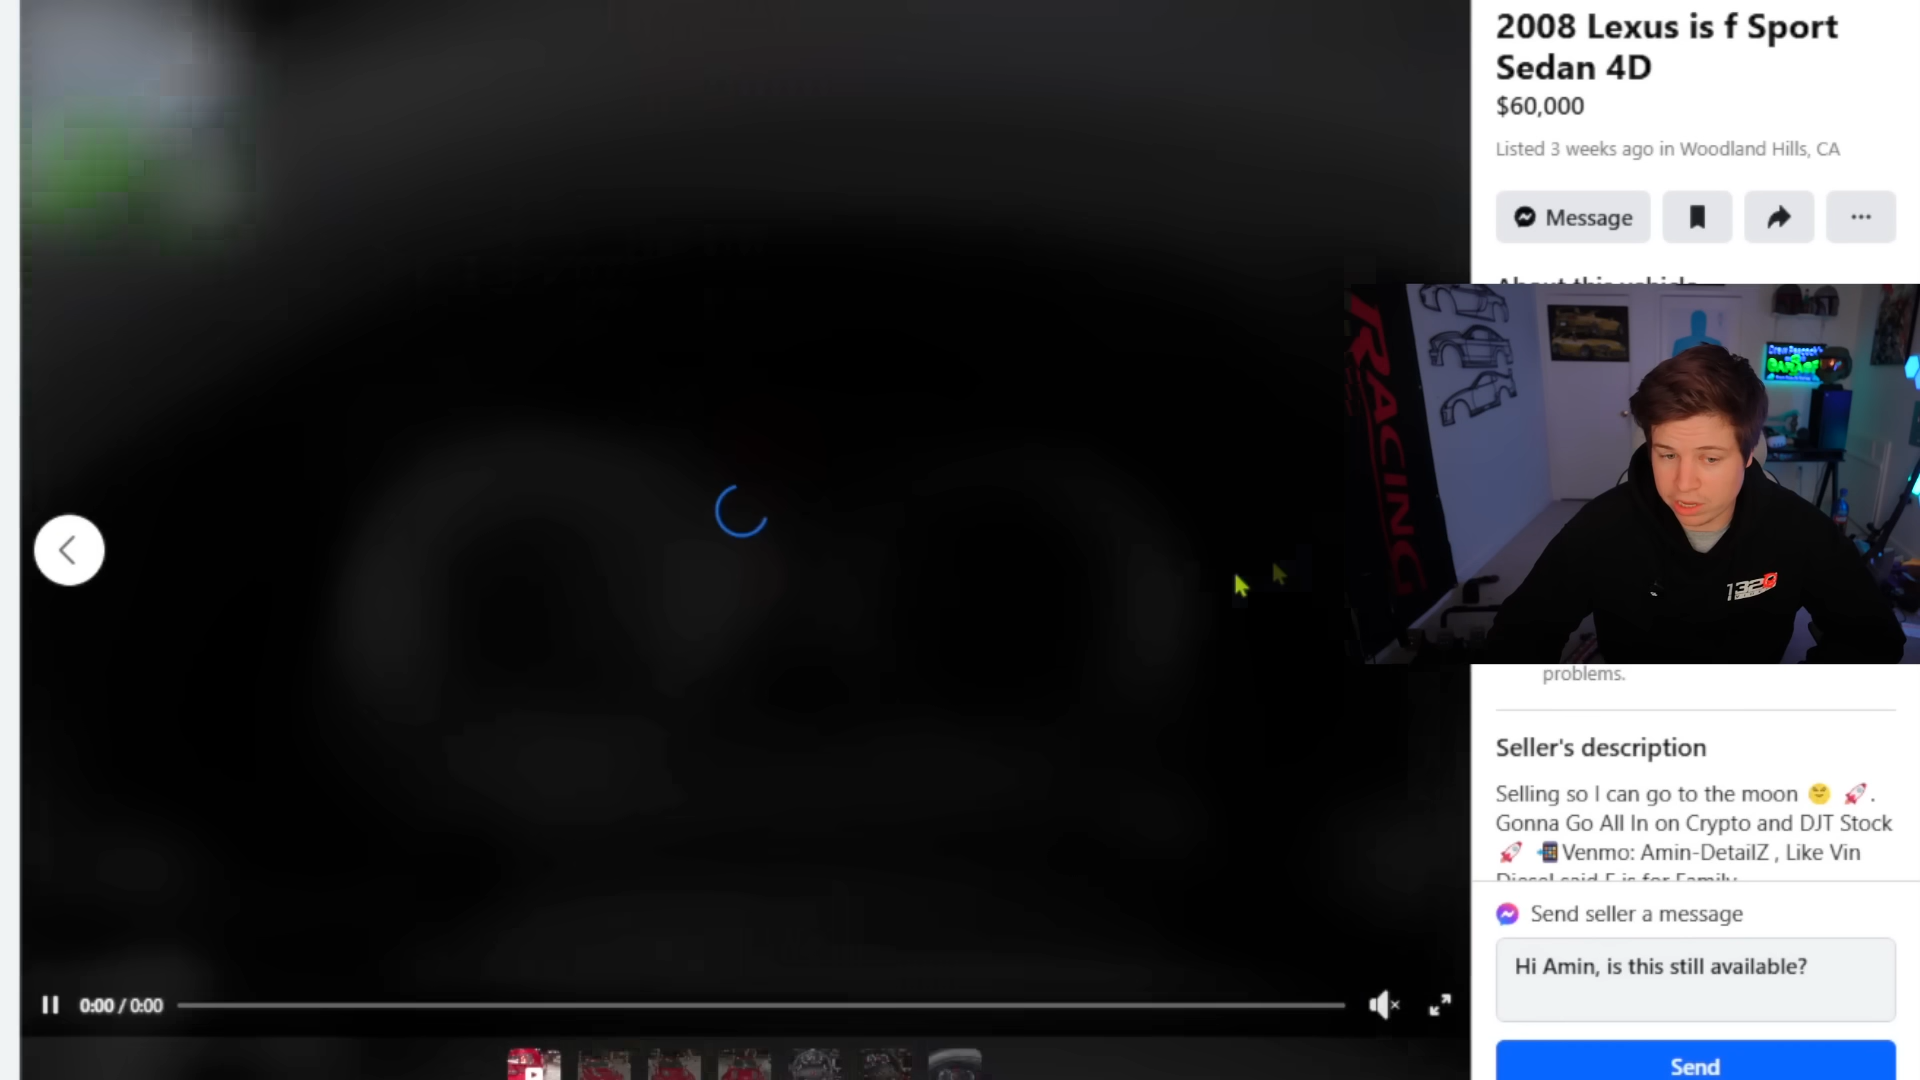 2008 Lexus is f Sport
Sedan 4D
$60,000
Listed 3 weeks ago in Woodland Hills, CA
Message
About this vehicle
RACING
GARAGE
1320
problems.
Seller's description
Selling so I can go to the moon 🌝 🚀.
Gonna Go All In on Crypto and DJT Stock
🚀 📲Venmo: Amin-DetailZ , Like Vin
Diesel said F is for Family
Send seller a message
Hi Amin, is this still available?
0:00 / 0:00
Send